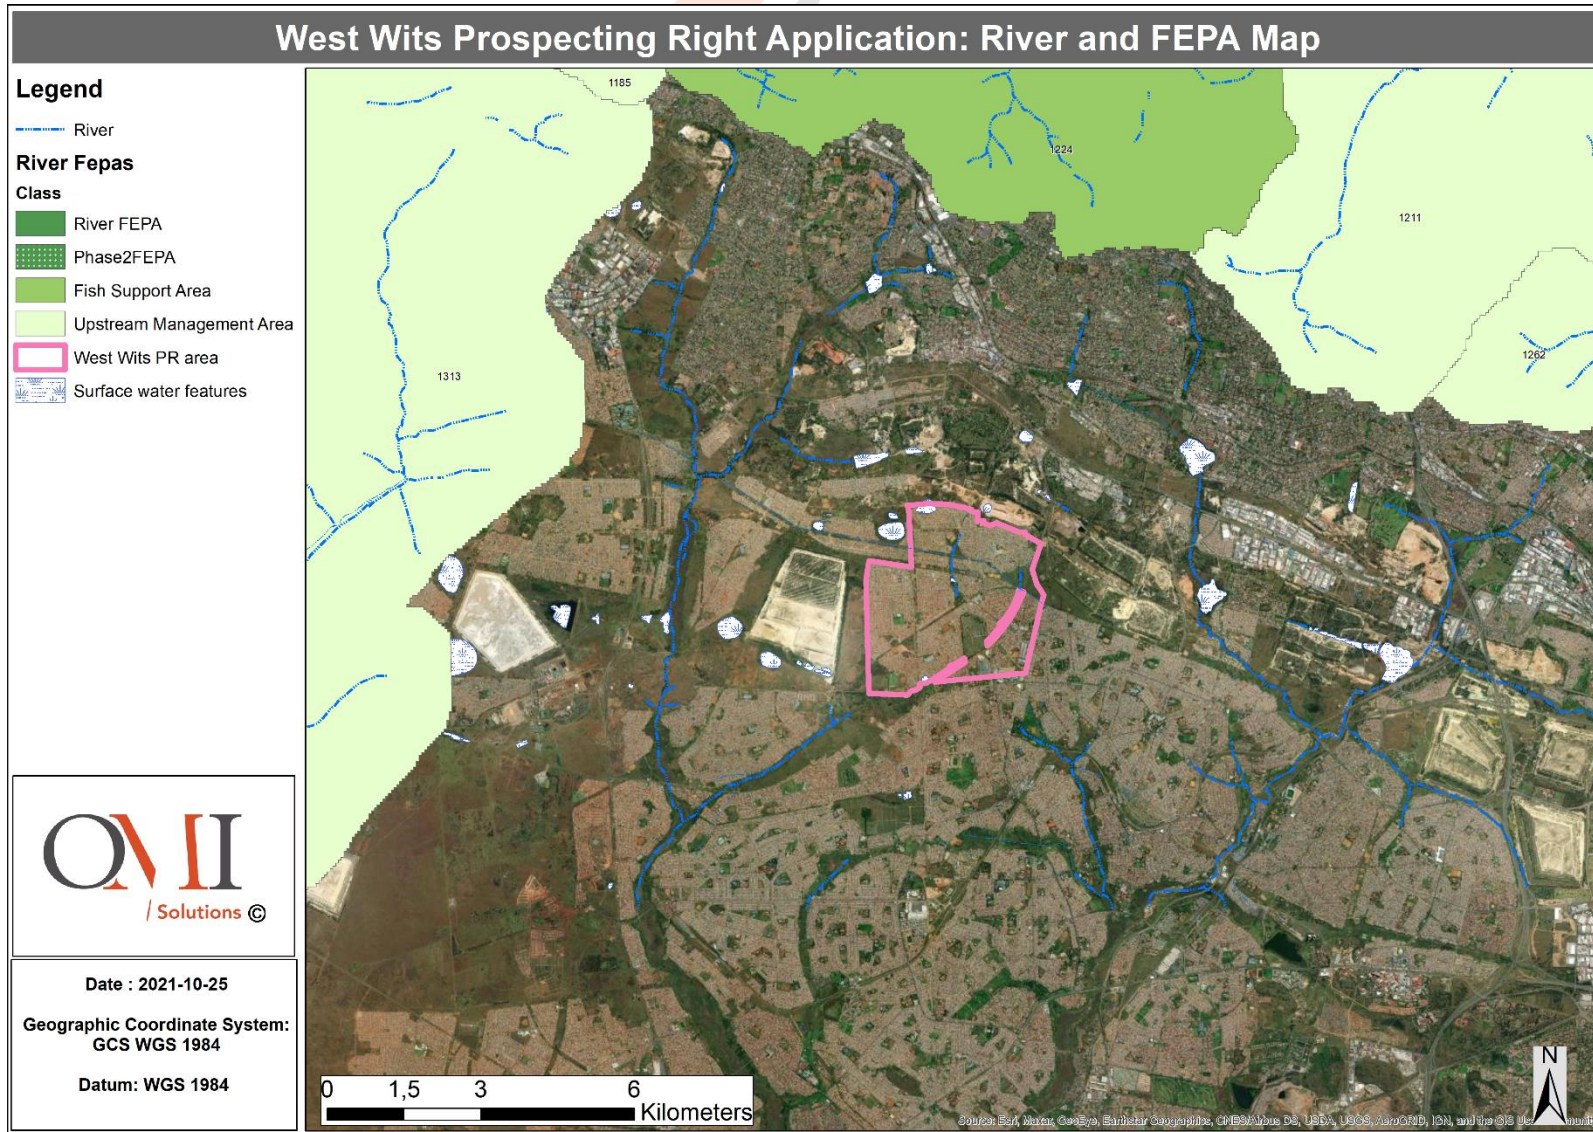 West Wits Prospecting Right Application: River and FEPA Map
Legend
River
River Fepas
Class
River FEPA
Phase2FEPA
Fish Support Area
Upstream Management Area
West Wits PR area
Surface water features
1185
1224
1211
1262
1313
OMI
/ Solutions ©
Date : 2021-10-25
Geographic Coordinate System:
GCS WGS 1984
Datum: WGS 1984
0 1,5 3 6
Kilometers
N
Source: Esri, Maxar, GeoEye, Earthstar Geographics, CNES/Airbus DS, USDA, USGS, AeroGRID, IGN, and the GIS